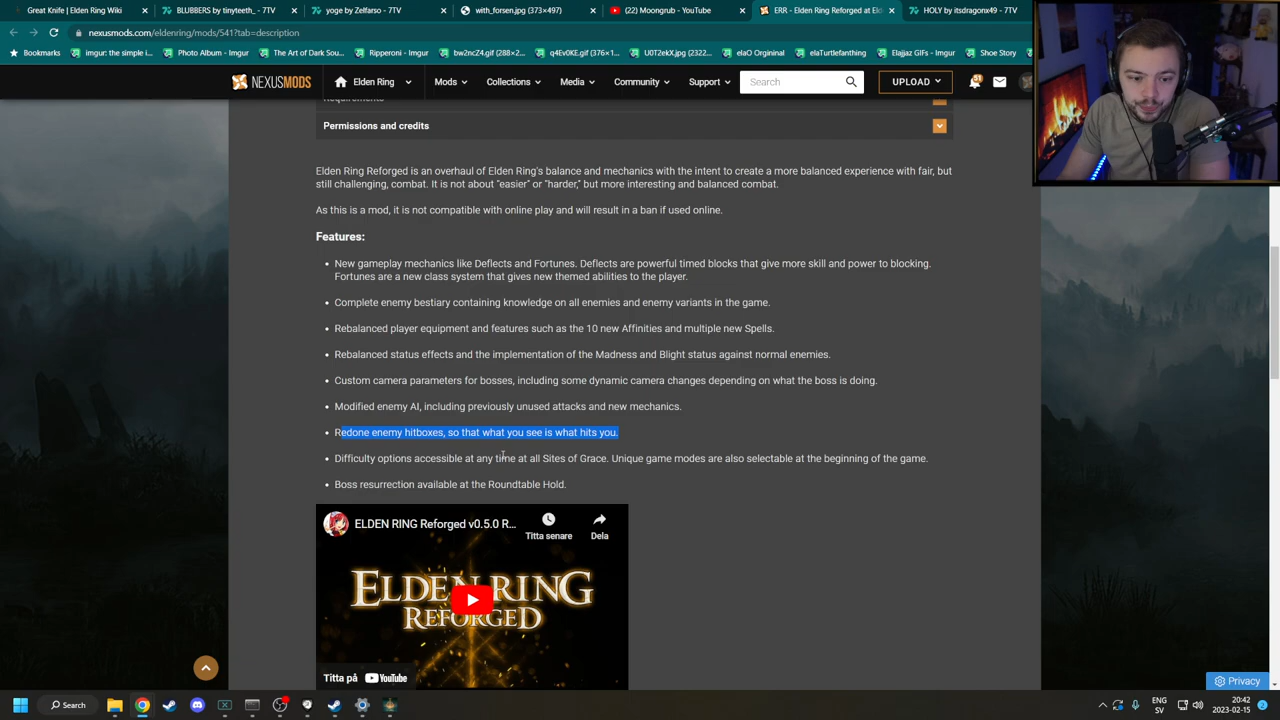 Great Knife | Elden Ring Wiki
BLUBBERS by tinyteeth_ - 7TV
yoge by Zelfarso - 7TV
with_forsen.jpg (373×497)
(22) Moongrub - YouTube
ERR - Elden Ring Reforged at Eld
HOLY by itsdragonx49 - 7TV
nexusmods.com/eldenring/mods/541?tab=description
Bookmarks
imgur: the simple i...
Photo Album - Imgur
The Art of Dark Sou...
Ripperoni - Imgur
bw2ncZ4.gif (288×2...
q4Ev0KE.gif (376×1...
U0T2ekX.jpg (2322...
elaO Orgininal
elaTurtlefanthing
Elajjaz GIFs - Imgur
Shoe Story
NEXUSMODS
Elden Ring
Mods
Collections
Media
Community
Support
Search
UPLOAD
51
Requirements
Permissions and credits
Elden Ring Reforged is an overhaul of Elden Ring's balance and mechanics with the intent to create a more balanced experience with fair, but
still challenging, combat. It is not about "easier" or "harder," but more interesting and balanced combat.
As this is a mod, it is not compatible with online play and will result in a ban if used online.
Features:
• New gameplay mechanics like Deflects and Fortunes. Deflects are powerful timed blocks that give more skill and power to blocking.
Fortunes are a new class system that gives new themed abilities to the player.
• Complete enemy bestiary containing knowledge on all enemies and enemy variants in the game.
• Rebalanced player equipment and features such as the 10 new Affinities and multiple new Spells.
• Rebalanced status effects and the implementation of the Madness and Blight status against normal enemies.
• Custom camera parameters for bosses, including some dynamic camera changes depending on what the boss is doing.
• Modified enemy AI, including previously unused attacks and new mechanics.
• Redone enemy hitboxes, so that what you see is what hits you.
• Difficulty options accessible at any time at all Sites of Grace. Unique game modes are also selectable at the beginning of the game.
• Boss resurrection available at the Roundtable Hold.
ELDEN RING Reforged v0.5.0 R...
Titta senare
Dela
ELDEN RING
REFORGED
Titta på YouTube
Privacy
Search
ENG
SV
20:42
2023-02-15
2